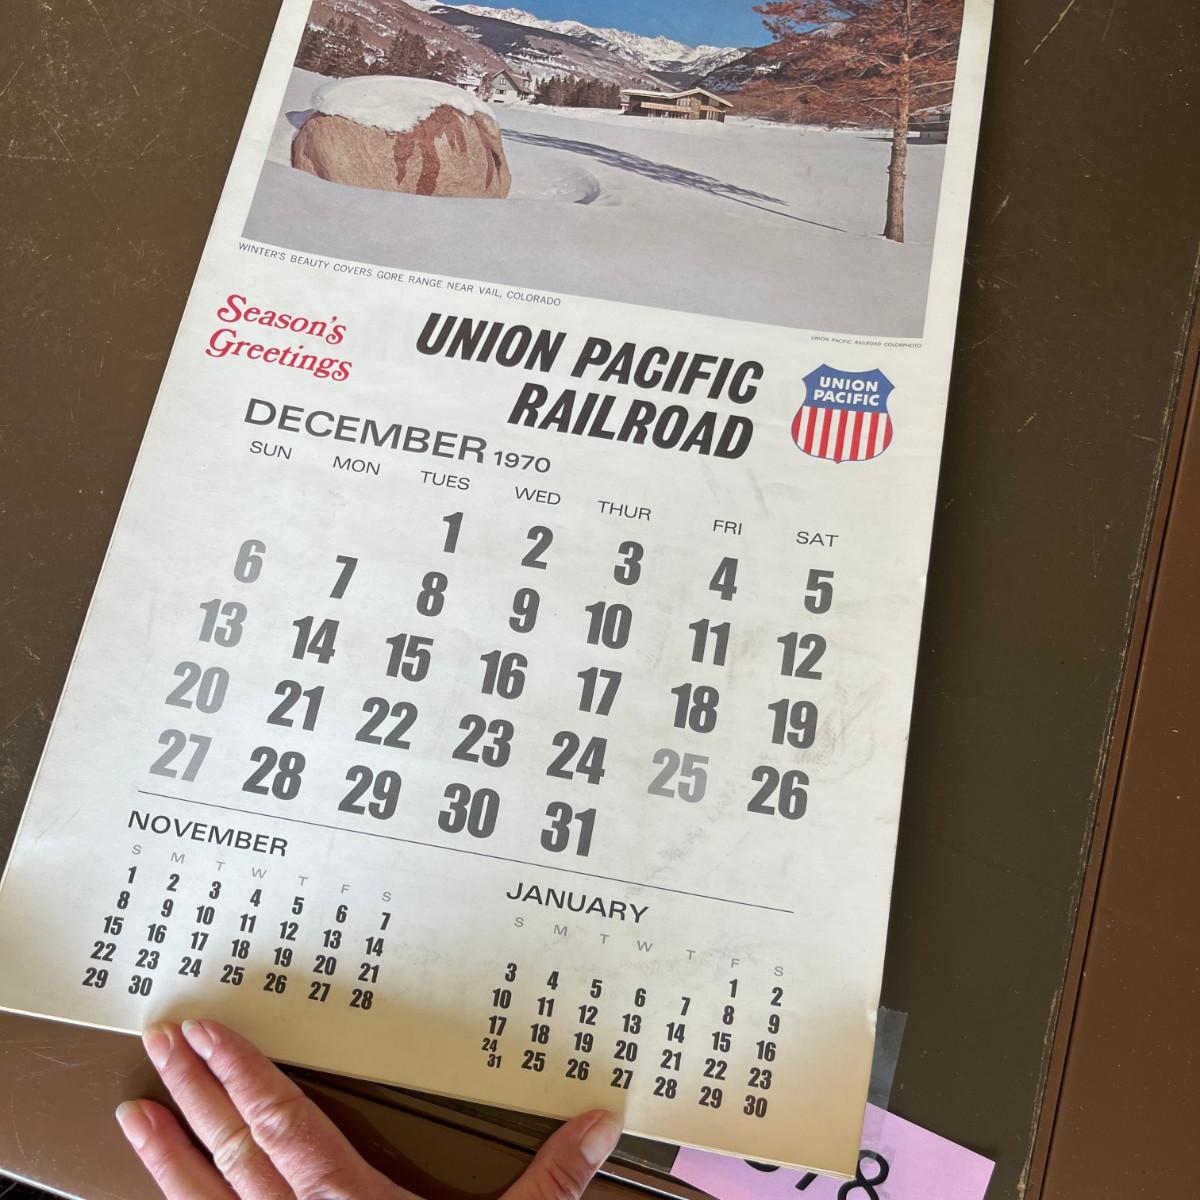 WINTER'S BEAUTY COVERS GORE RANGE NEAR VAIL, COLORADO
UNION PACIFIC RAILROAD COLORPHOTO
Season's
Greetings
UNION PACIFIC
RAILROAD
UNION
PACIFIC
DECEMBER 1970
SUN MON TUES WED THUR FRI SAT
1 2 3 4 5
6 7 8 9 10 11 12
13 14 15 16 17 18 19
20 21 22 23 24 25 26
27 28 29 30 31
NOVEMBER
S M T W T F S
1 2 3 4 5 6 7
8 9 10 11 12 13 14
15 16 17 18 19 20 21
22 23 24 25 26 27 28
29 30
JANUARY
S M T W T F S
1 2
3 4 5 6 7 8 9
10 11 12 13 14 15 16
17 18 19 20 21 22 23
24 25 26 27 28 29 30
31